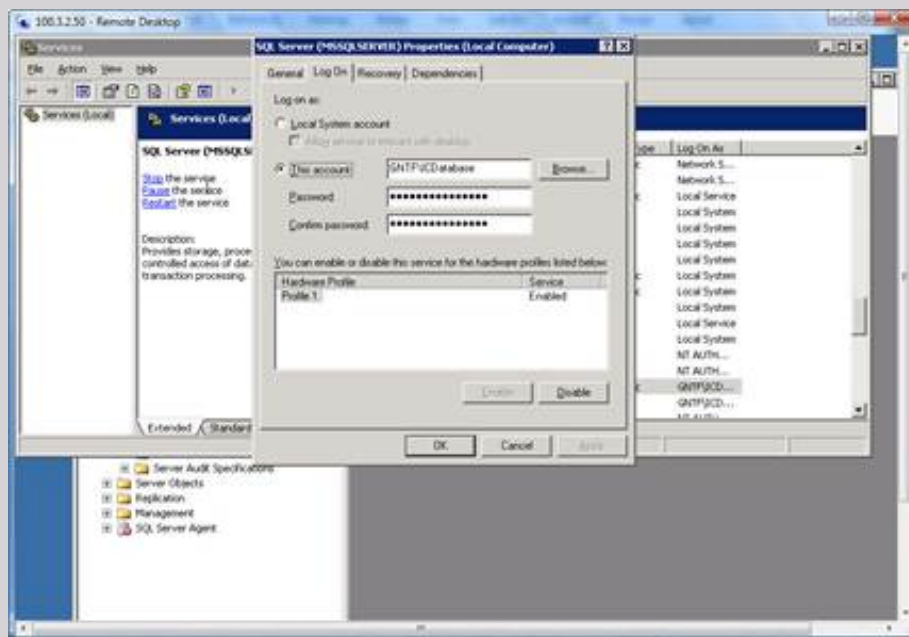 100.3.2.50 - Remote Desktop
Services
File Action View Help
Services (Local)
Services (Local
SQL Server (MSSQLS
Stop the service
Pause the service
Restart the service
Description:
Provides storage, proce
controlled access of dat
transaction processing.
Extended Standard
SQL Server (MSSQLSERVER) Properties (Local Computer)
General Log On Recovery Dependencies
Log on as:
Local System account
Allow service to interact with desktop
This account:
Browse...
Password:
Confirm password:
You can enable or disable this service for the hardware profiles listed below:
Hardware Profile Service
Profile 1 Enabled
Enable Disable
OK Cancel Apply
ype Log On As
Network S...
Network S...
Local Service
Local System
Local System
Local System
Local System
Local System
Local System
Local System
Local Service
Local System
NT AUTH...
NT AUTH...
Server Audit Specifications
Server Objects
Replication
Management
SQL Server Agent